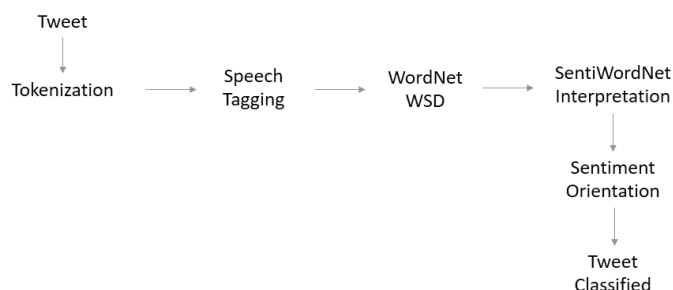 Tweet
Tokenization
Speech
Tagging
WordNet
WSD
SentiWordNet
Interpretation
Sentiment
Orientation
Tweet
Classified